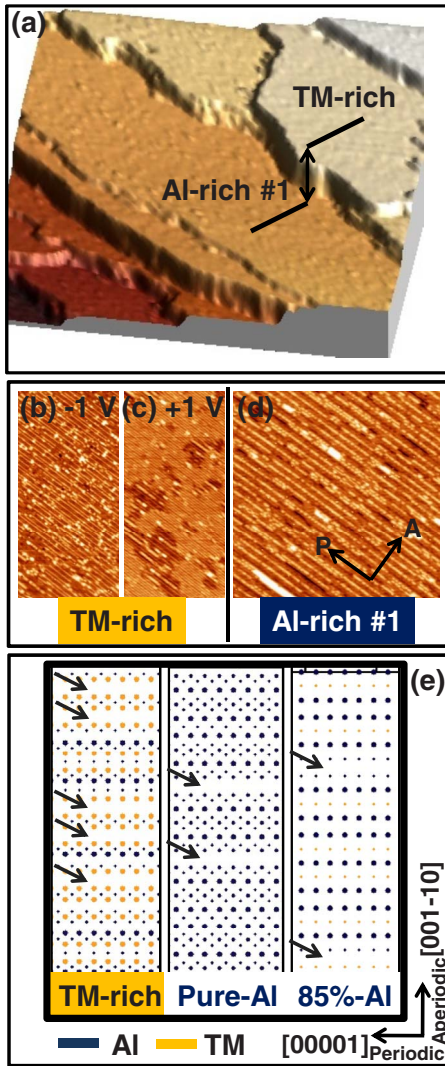 (a)
TM-rich
Al-rich #1
(b) -1 V
(c) +1 V
(d)
P
A
TM-rich
Al-rich #1
(e)
TM-rich
Pure-Al
85%-Al
Al
TM
[00001]
Periodic
Aperiodic
[001-10]